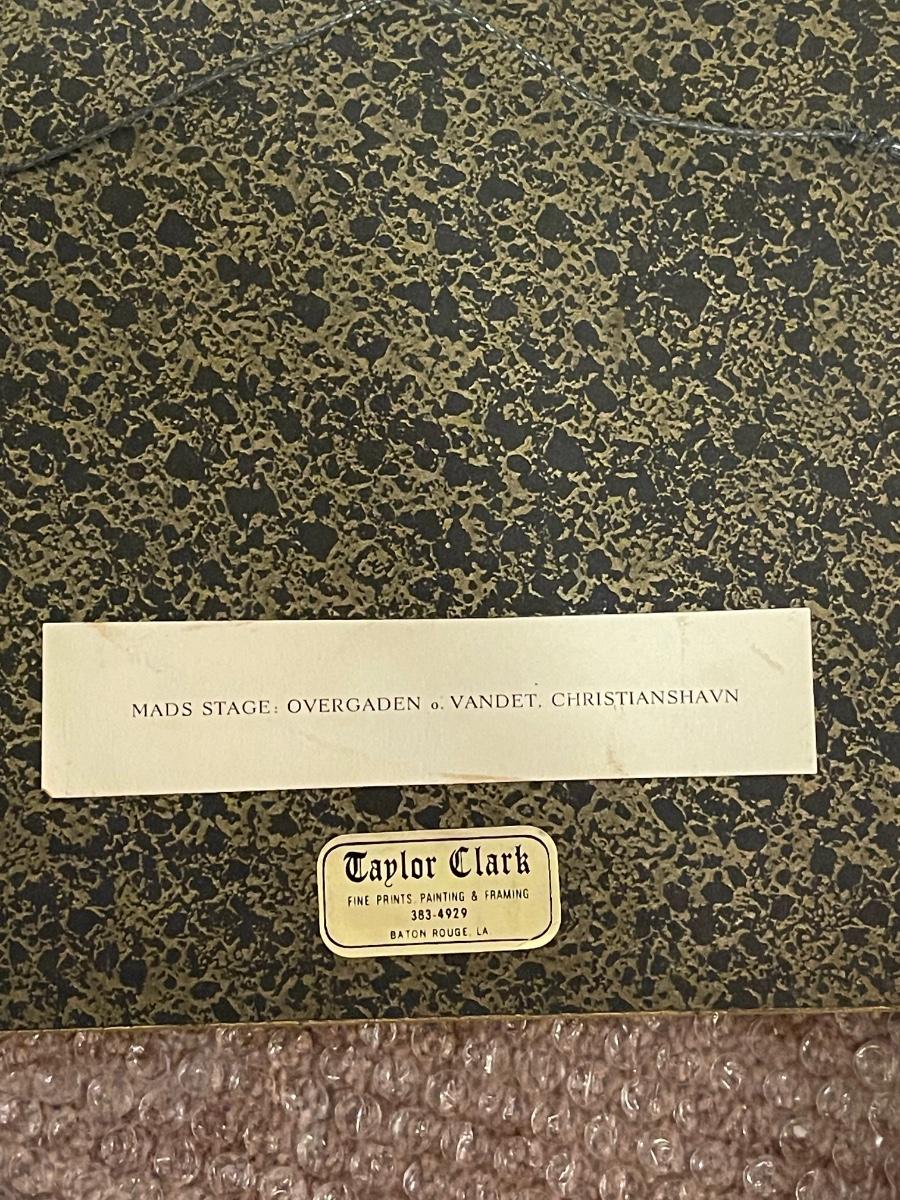 MADS STAGE: OVERGADEN o. VANDET, CHRISTIANSHAVN
Taylor Clark
FINE PRINTS, PAINTING & FRAMING
383-4929
BATON ROUGE, LA.